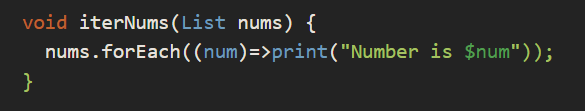 void iterNums(List nums) {
  nums.forEach((num)=>print("Number is $num"));
}